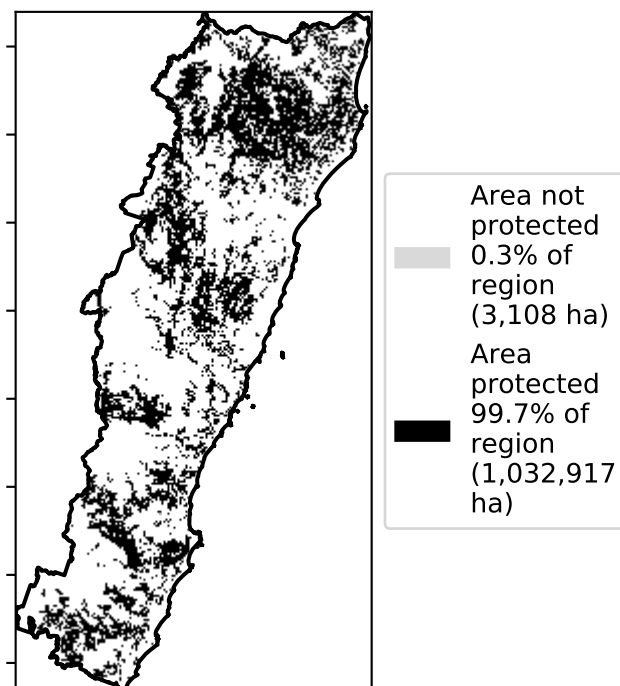 Area not
protected
0.3% of
region
(3,108 ha)
Area
protected
99.7% of
region
(1,032,917
ha)